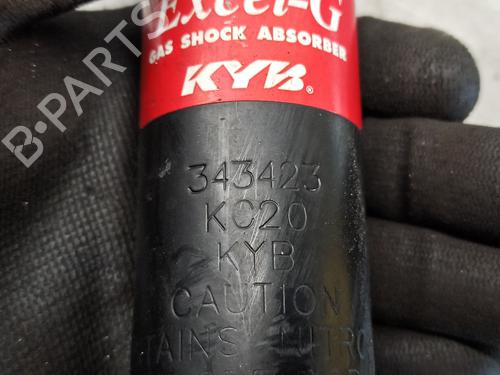 Excel-G
GAS SHOCK ABSORBER
KYB®
343423
KC20
KYB
CAUTION
B-PARTS